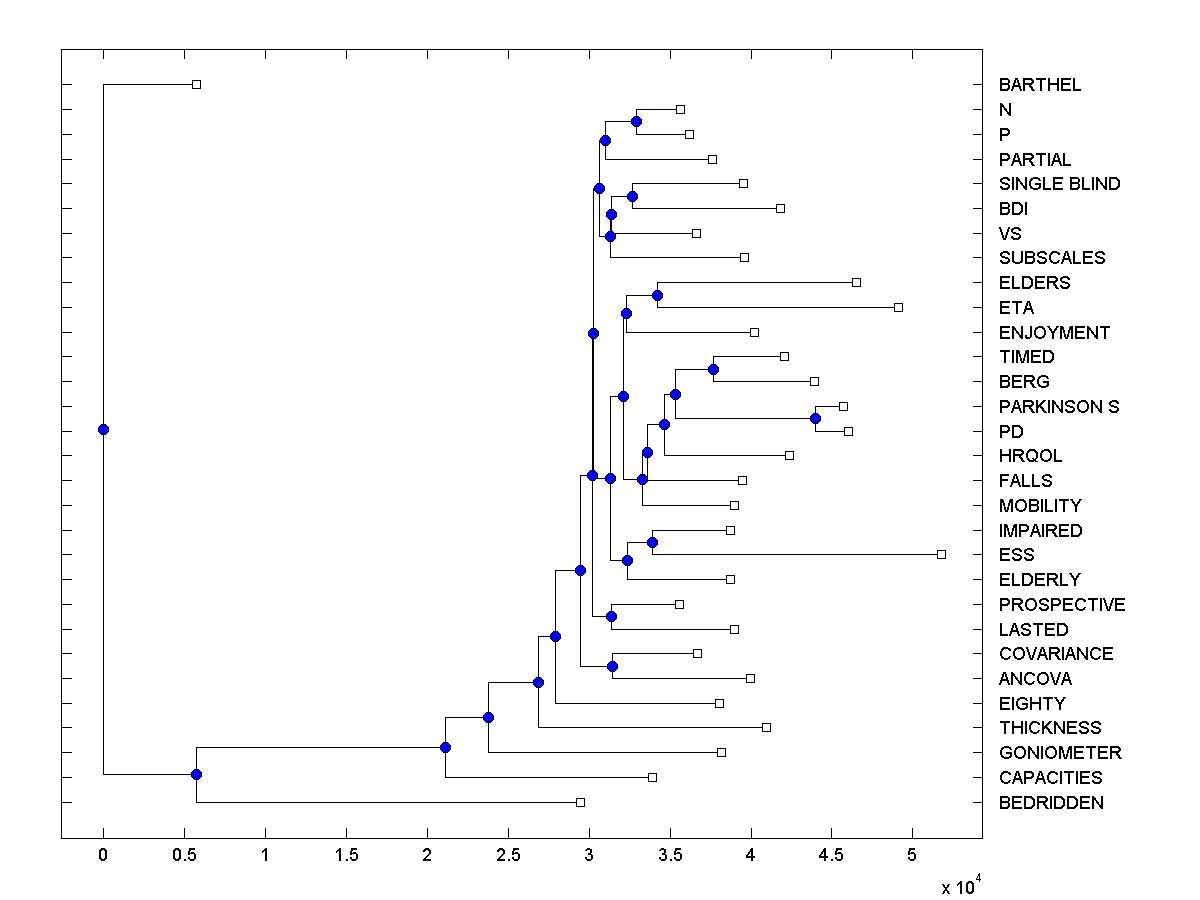 BARTHEL
N
P
PARTIAL
SINGLE BLIND
BDI
VS
SUBSCALES
ELDERS
ETA
ENJOYMENT
TIMED
BERG
PARKINSON S
PD
HRQOL
FALLS
MOBILITY
IMPAIRED
ESS
ELDERLY
PROSPECTIVE
LASTED
COVARIANCE
ANCOVA
EIGHTY
THICKNESS
GONIOMETER
CAPACITIES
BEDRIDDEN
0 0.5 1 1.5 2 2.5 3 3.5 4 4.5 5
x 10^4